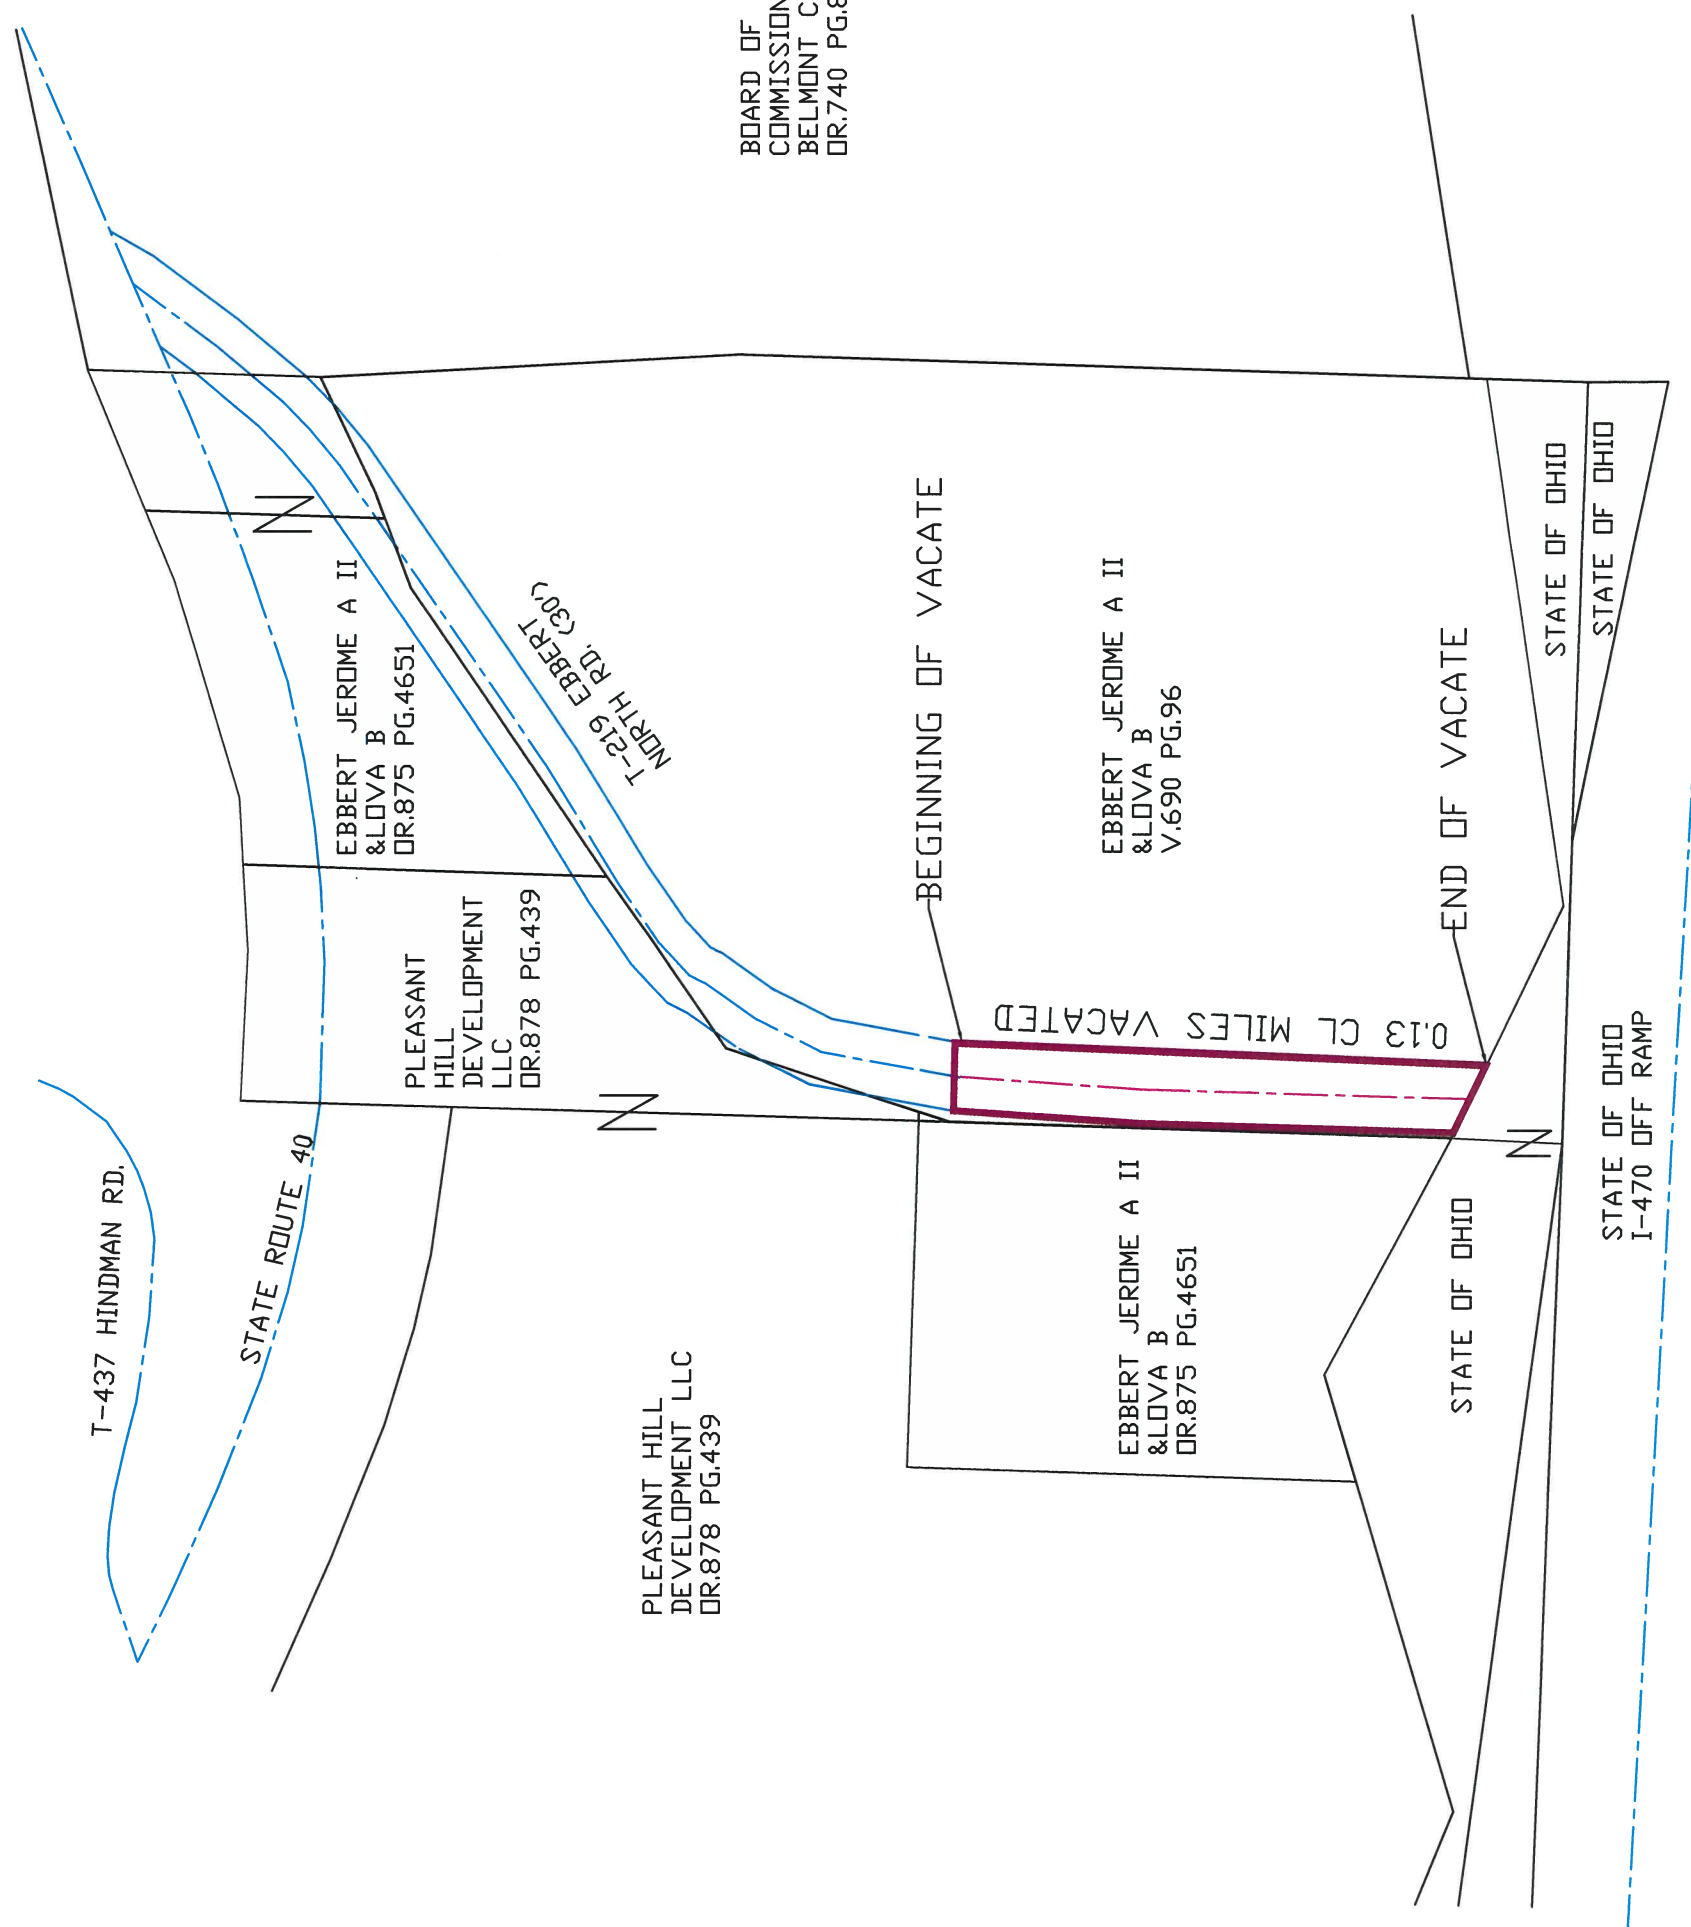 BOARD OF
COMMISSION
BELMONT C
OR.740 PG.8
EBBERT JEROME A II
&LOVA B
OR.875 PG.4651
T-219 EBBERT
NORTH RD. (30')
PLEASANT
HILL
DEVELOPMENT
LLC
OR.878 PG.439
T-437 HINDMAN RD.
STATE ROUTE 40
BEGINNING OF VACATE
EBBERT JEROME A II
&LOVA B
V.690 PG.96
END OF VACATE
0.13 CL MILES VACATED
STATE OF OHIO
STATE OF OHIO
STATE OF OHIO
I-470 OFF RAMP
PLEASANT HILL
DEVELOPMENT LLC
OR.878 PG.439
EBBERT JEROME A II
&LOVA B
OR.875 PG.4651
STATE OF OHIO